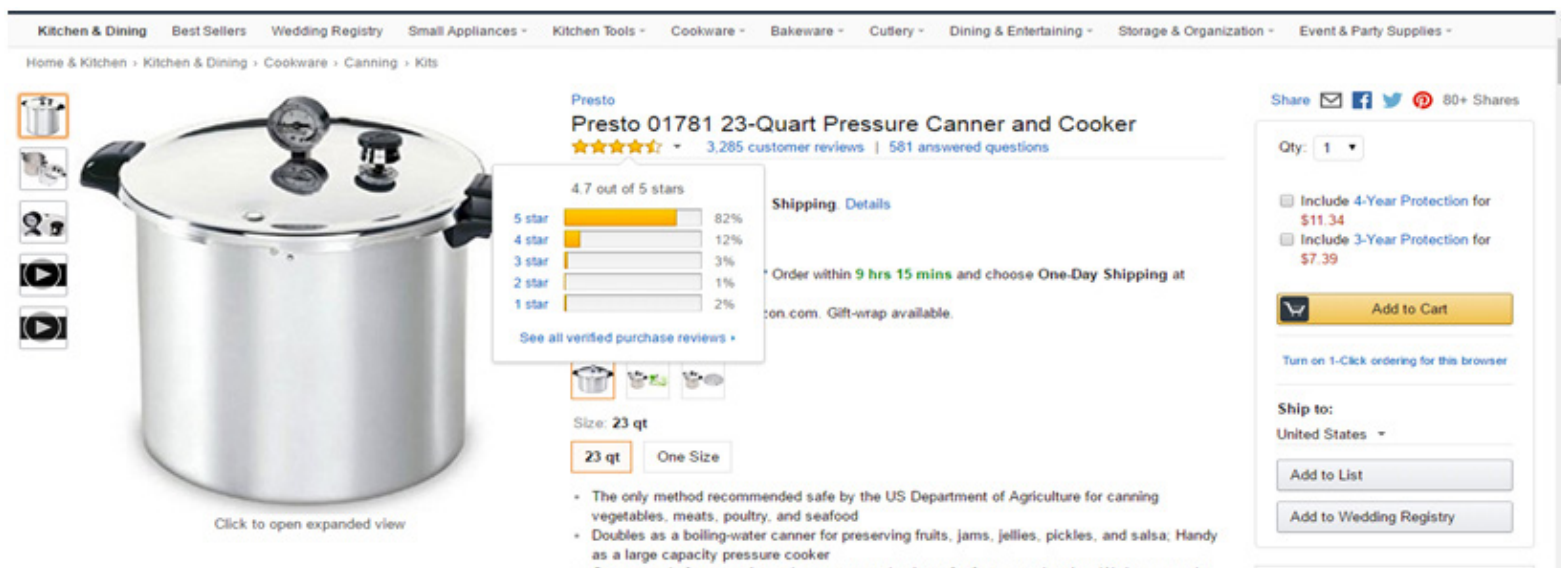 Kitchen & Dining Best Sellers Wedding Registry Small Appliances Kitchen Tools Cookware Bakeware Cutlery Dining & Entertaining Storage & Organization Event & Party Supplies
Home & Kitchen › Kitchen & Dining › Cookware › Canning › Kits
Presto
Presto 01781 23-Quart Pressure Canner and Cooker
3,285 customer reviews | 581 answered questions
4.7 out of 5 stars
5 star 82%
4 star 12%
3 star 3%
2 star 1%
1 star 2%
See all verified purchase reviews ›
Shipping. Details
Order within 9 hrs 15 mins and choose One-Day Shipping at
on.com. Gift-wrap available.
Size: 23 qt
23 qt One Size
• The only method recommended safe by the US Department of Agriculture for canning
vegetables, meats, poultry, and seafood
• Doubles as a boiling-water canner for preserving fruits, jams, jellies, pickles, and salsa; Handy
as a large capacity pressure cooker
Click to open expanded view
Share 80+ Shares
Qty: 1
Include 4-Year Protection for
$11.34
Include 3-Year Protection for
$7.39
Add to Cart
Turn on 1-Click ordering for this browser
Ship to:
United States
Add to List
Add to Wedding Registry